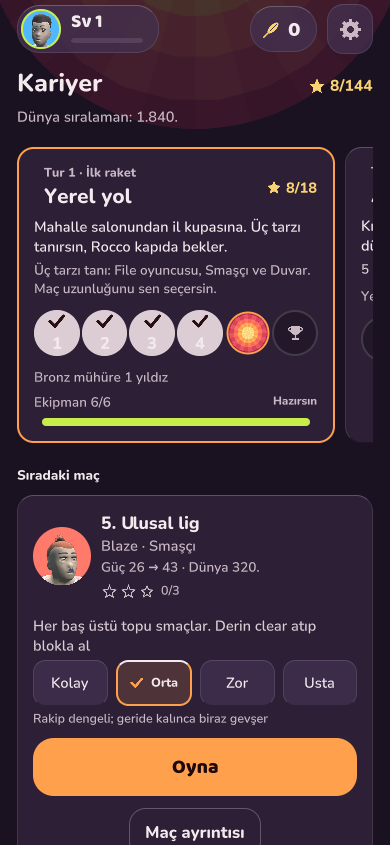 Sv 1
0
Kariyer
8/144
Dünya sıralaman: 1.840.
Tur 1 · İlk raket
Yerel yol
8/18
Mahalle salonundan il kupasına. Üç tarzı
tanırsın, Rocco kapıda bekler.
Üç tarzı tanı: File oyuncusu, Smaşçı ve Duvar.
Maç uzunluğunu sen seçersin.
1
2
3
4
Bronz mühüre 1 yıldız
Ekipman 6/6
Hazırsın
5
Sıradaki maç
5. Ulusal lig
Blaze · Smaşçı
Güç 26 → 43 · Dünya 320.
0/3
Her baş üstü topu smaçlar. Derin clear atıp
blokla al
Kolay
Orta
Zor
Usta
Rakip dengeli; geride kalınca biraz gevşer
Oyna
Maç ayrıntısı